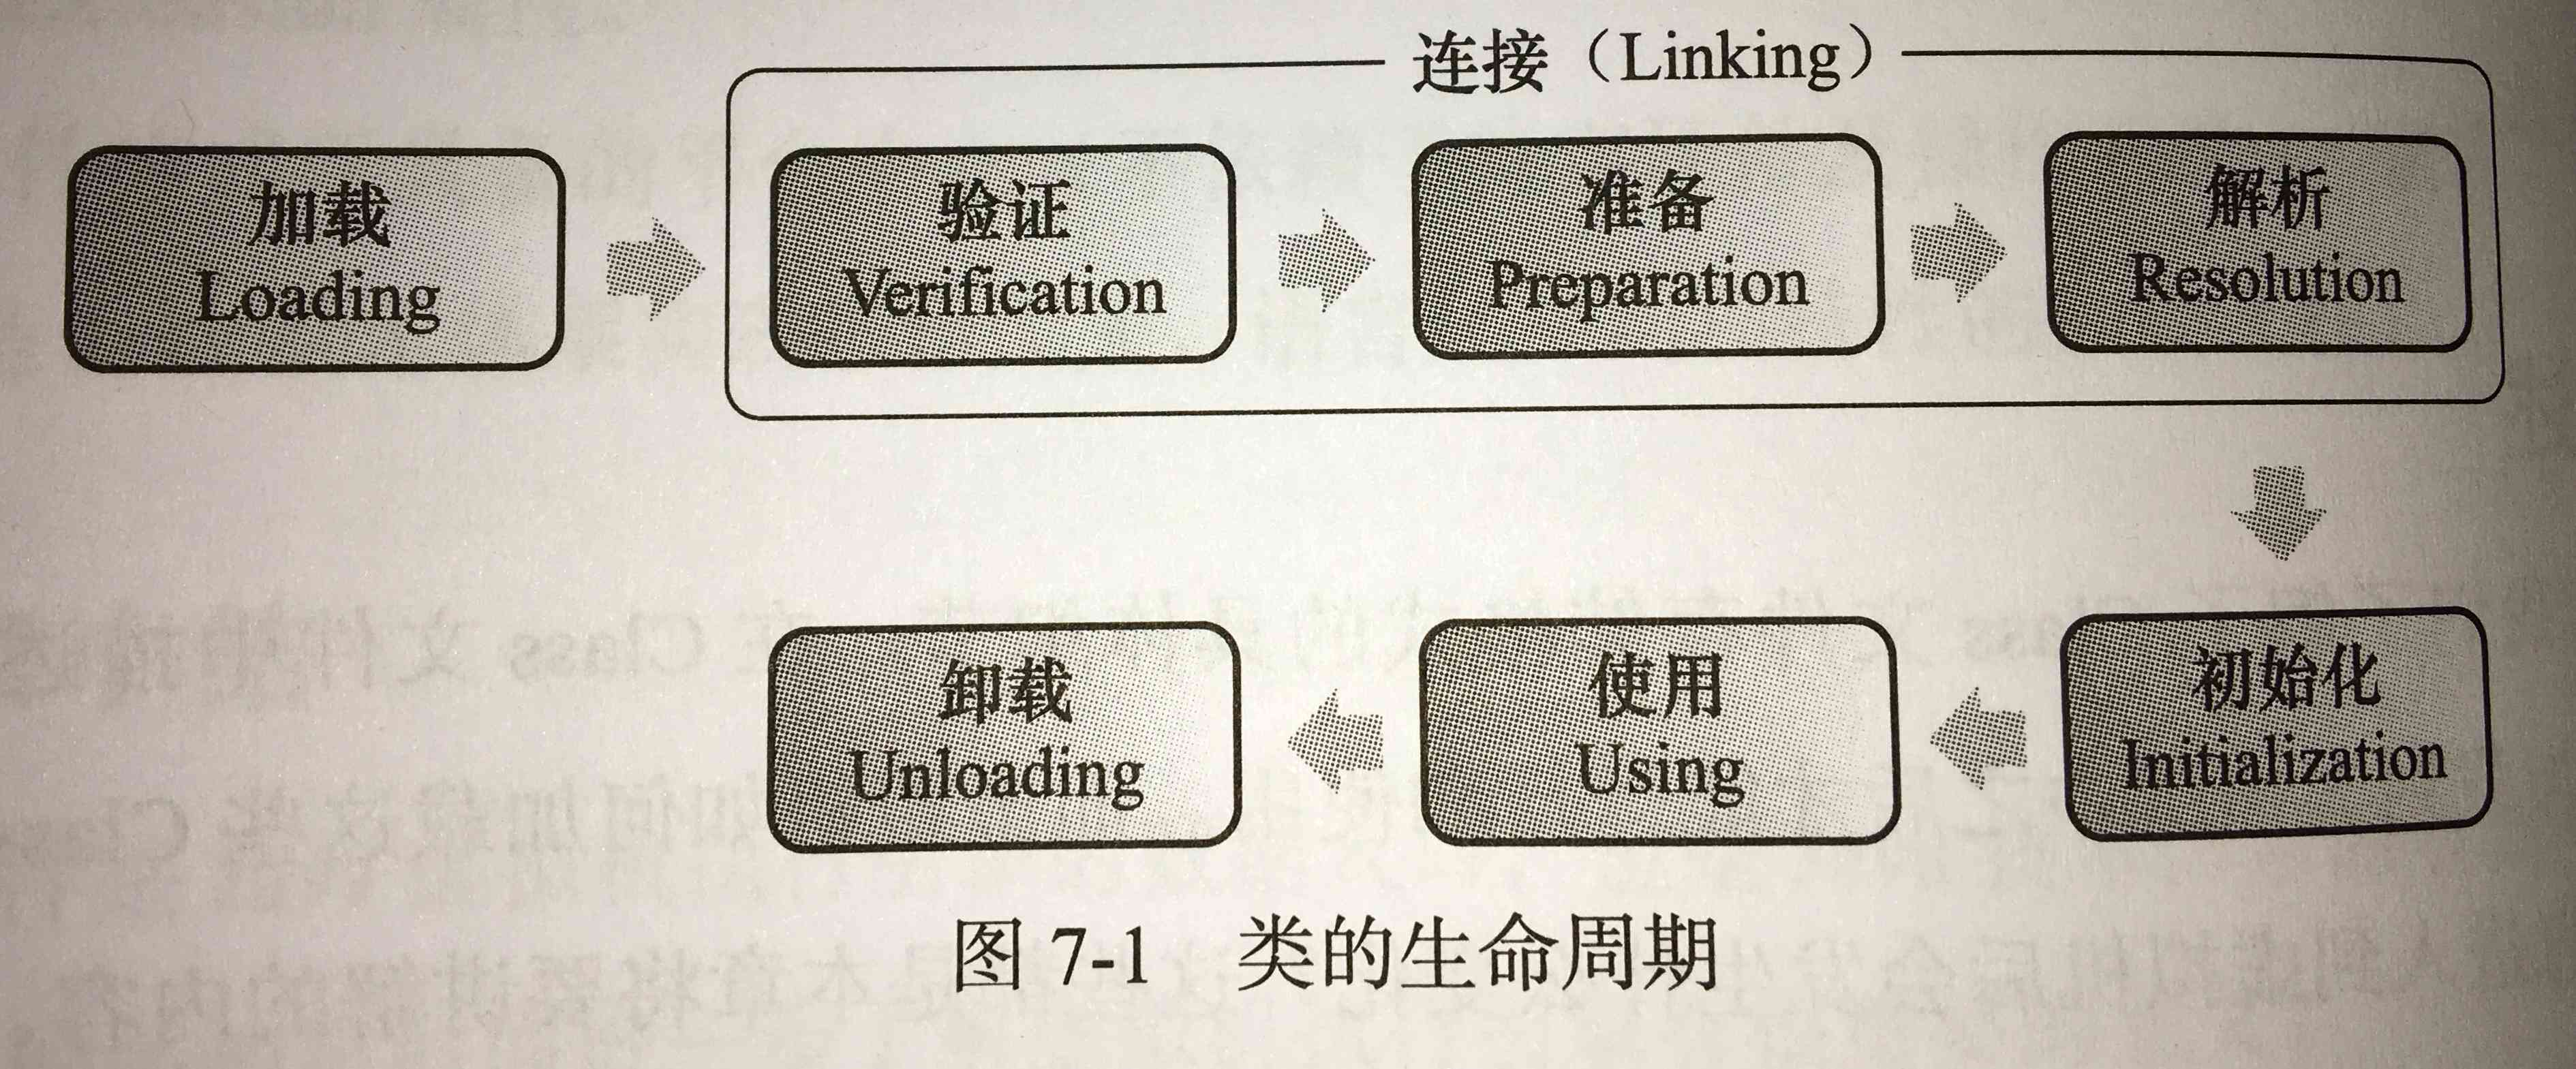 连接（Linking）
加载
Loading
验证
Verification
准备
Preparation
解析
Resolution
卸载
Unloading
使用
Using
初始化
Initialization
图 7-1 类的生命周期